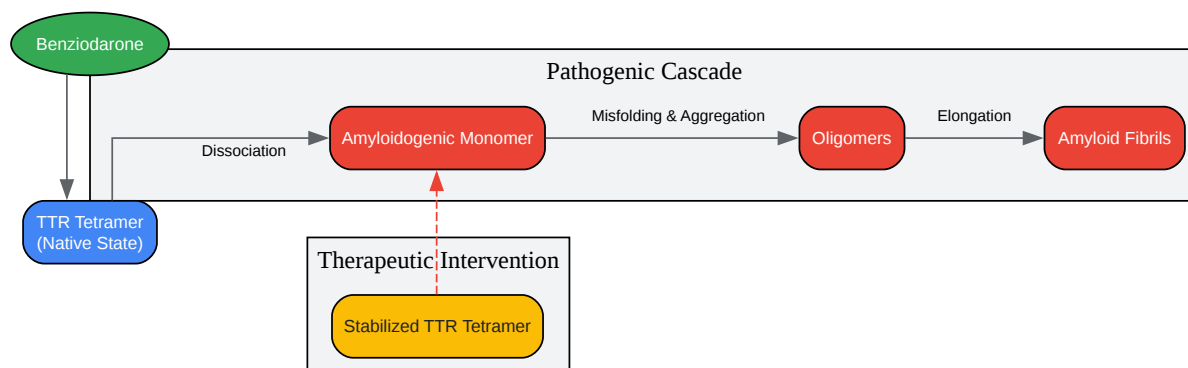 Benziodarone
Pathogenic Cascade
Dissociation
Amyloidogenic Monomer
Misfolding & Aggregation
Oligomers
Elongation
Amyloid Fibrils
TTR Tetramer
(Native State)
Therapeutic Intervention
Stabilized TTR Tetramer